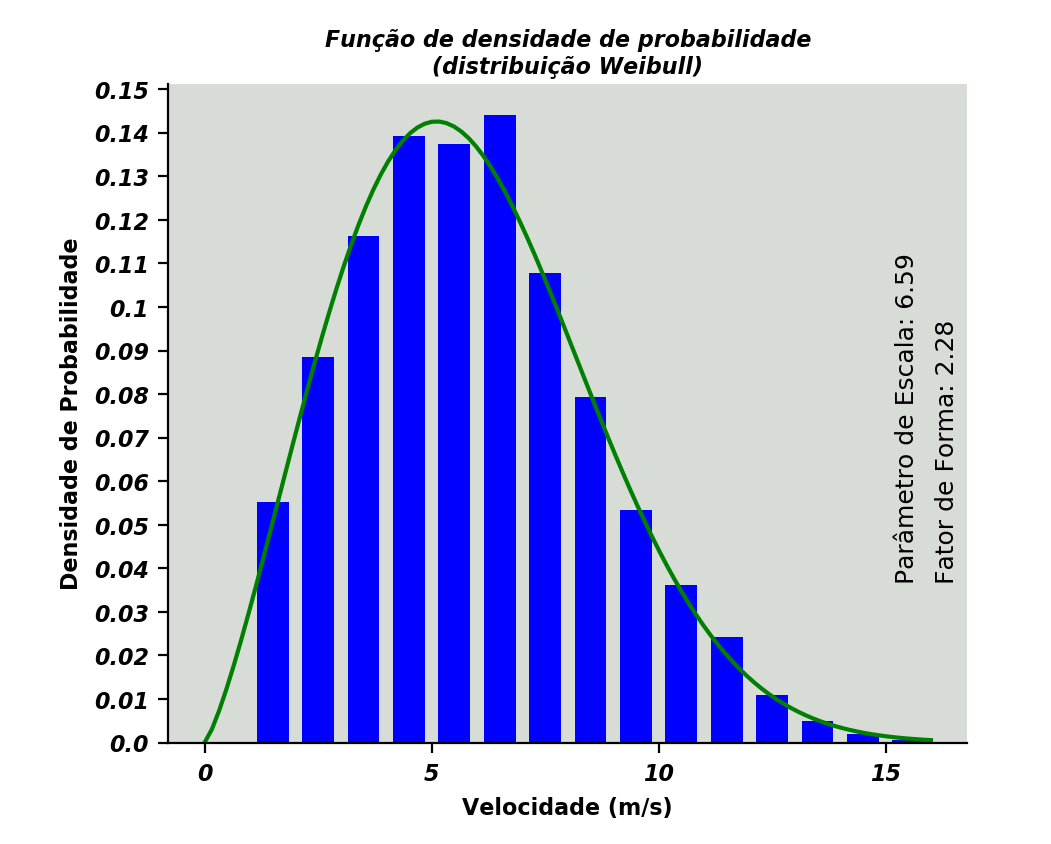 Função de densidade de probabilidade
(distribuição Weibull)
0.15
0.14
0.13
0.12
0.11
0.1
0.09
0.08
0.07
0.06
0.05
0.04
0.03
0.02
0.01
0.0
Densidade de Probabilidade
Parâmetro de Escala: 6.59
Fator de Forma: 2.28
0 5 10 15
Velocidade (m/s)